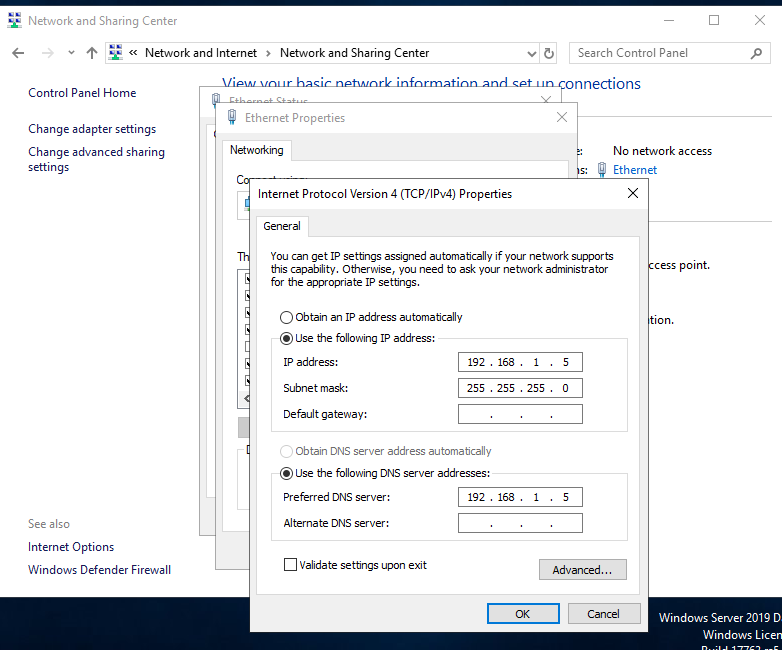 Network and Sharing Center
« Network and Internet › Network and Sharing Center
Search Control Panel
Control Panel Home
Change adapter settings
Change advanced sharing
settings
See also
Internet Options
Windows Defender Firewall
View your basic network information and set up connections
No network access
Ethernet
Ethernet Status
Ethernet Properties
Networking
Internet Protocol Version 4 (TCP/IPv4) Properties
General
You can get IP settings assigned automatically if your network supports
this capability. Otherwise, you need to ask your network administrator
for the appropriate IP settings.
Obtain an IP address automatically
Use the following IP address:
IP address: 192 . 168 . 1 . 5
Subnet mask: 255 . 255 . 255 . 0
Default gateway: . . .
Obtain DNS server address automatically
Use the following DNS server addresses:
Preferred DNS server: 192 . 168 . 1 . 5
Alternate DNS server: . . .
Validate settings upon exit
Advanced...
OK Cancel
point.
Windows Server 2019 D
Windows Licen
Build 17763